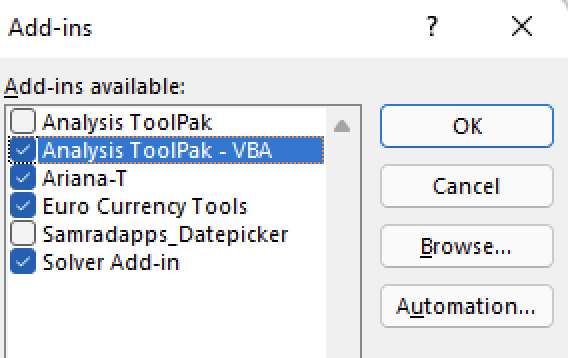 Add-ins ?
Add-ins available:
Analysis ToolPak
Analysis ToolPak - VBA
Ariana-T
Euro Currency Tools
Samradapps_Datepicker
Solver Add-in
OK
Cancel
Browse...
Automation...